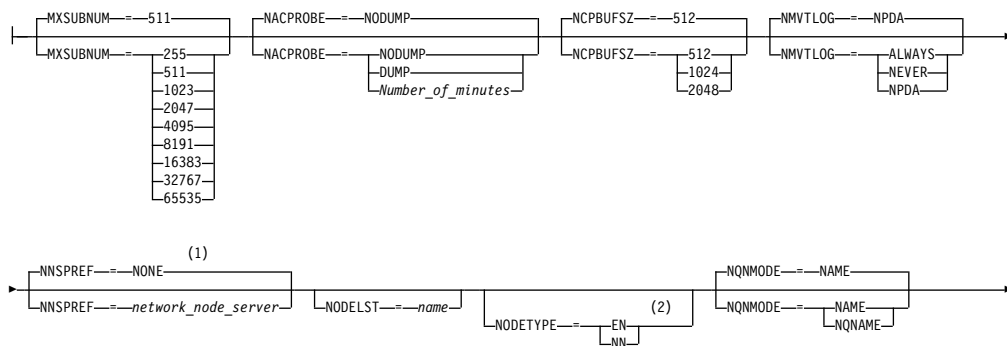 MXSUBNUM=511 NACPROBE=NODUMP NCPBUFSZ=512 NMVTLOG=NPDA
MXSUBNUM=255 NACPROBE=NODUMP NCPBUFSZ=512 NMVTLOG=ALWAYS
511 DUMP 1024 NEVER
1023 Number_of_minutes 2048 NPDA
2047
4095
8191
16383
32767
65535
(1)
NNSPREF=NONE NQNMODE=NAME
NNSPREF=network_node_server NODELST=name (2) NQNMODE=NAME
NODETYPE=EN NQNAME
NN